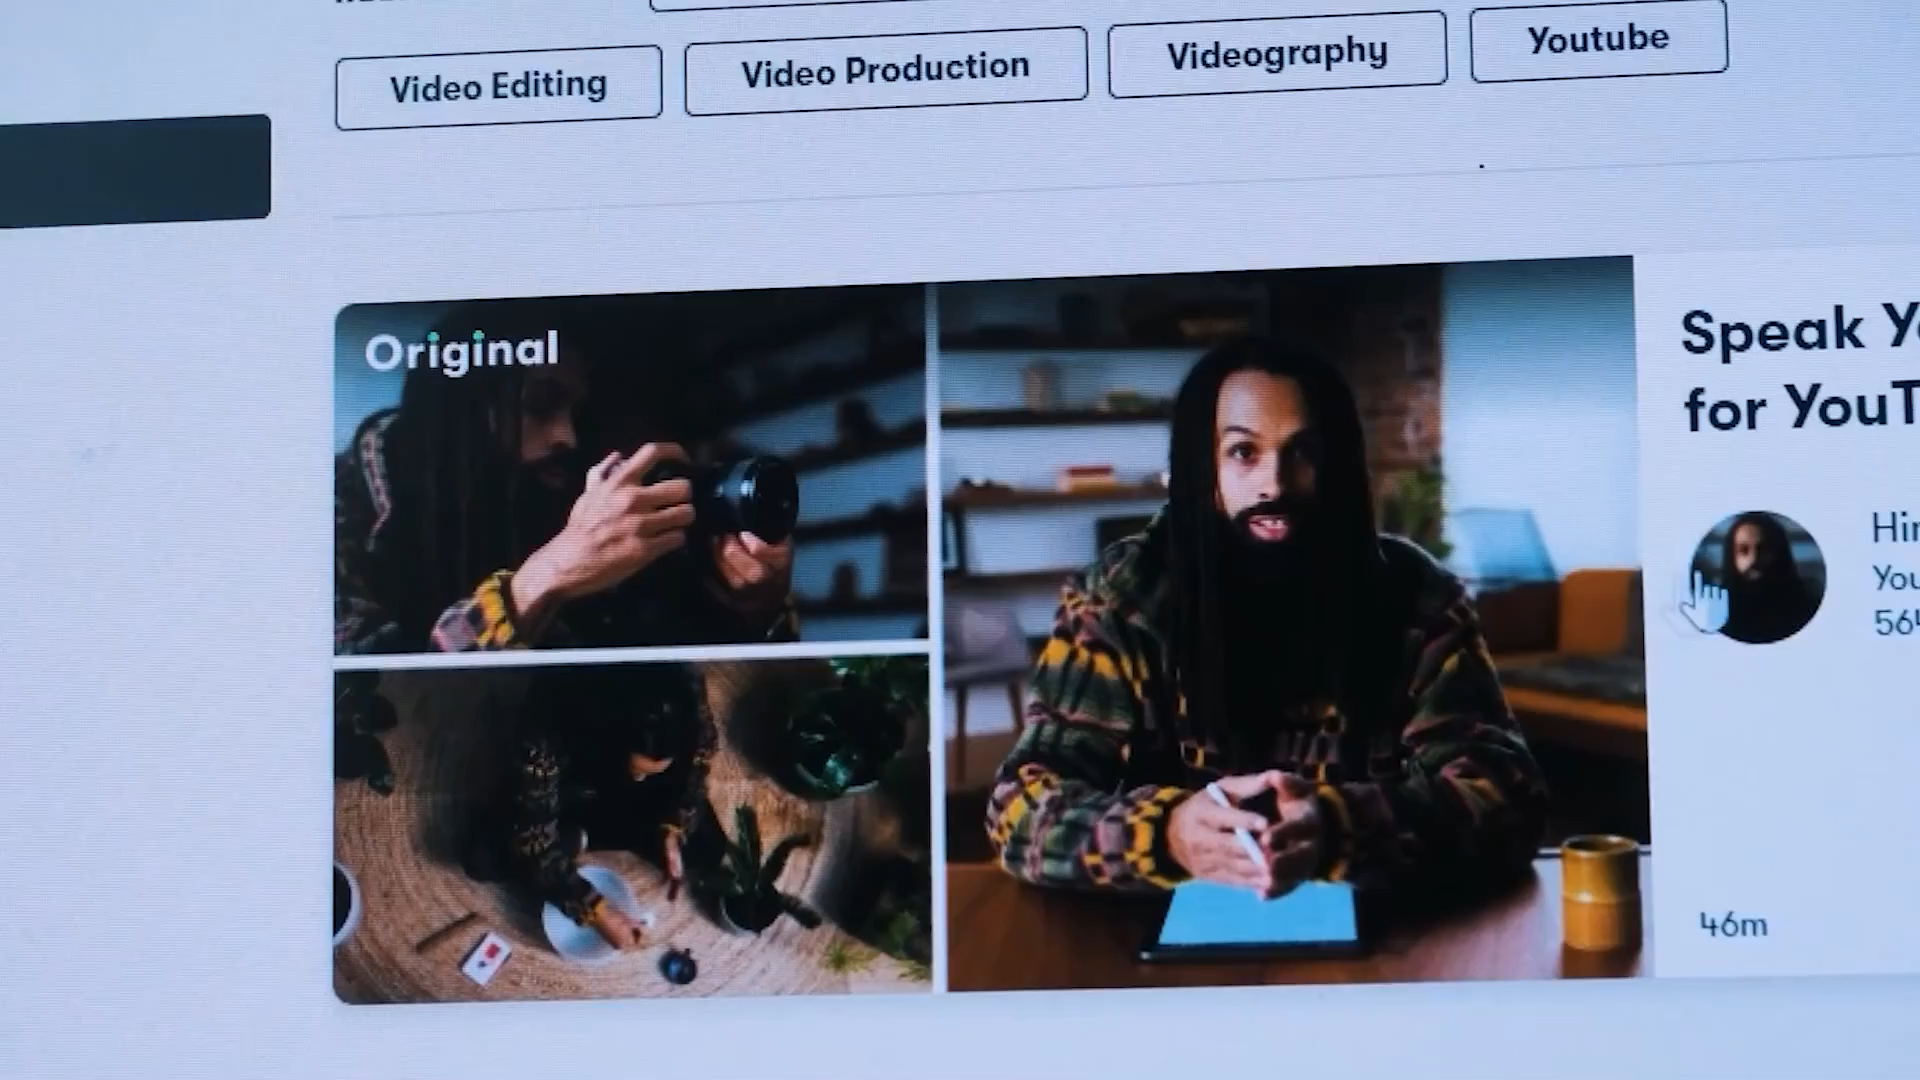 Video Editing
Video Production
Videography
Youtube
Original
Speak
for
46m